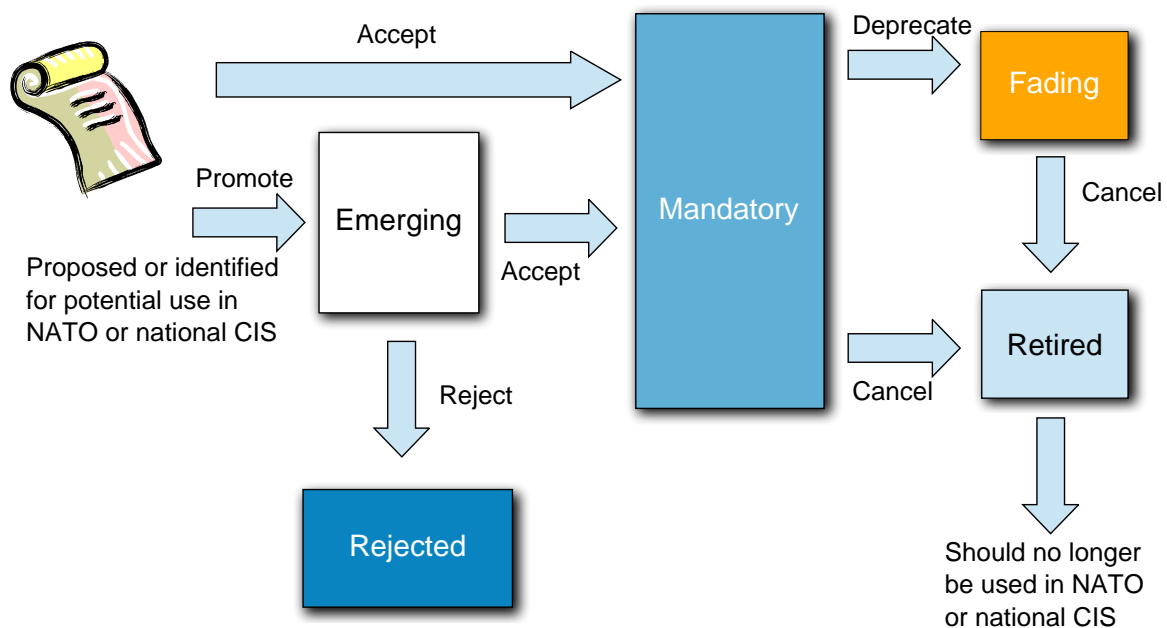 Accept
Deprecate
Fading
Promote
Emerging
Mandatory
Cancel
Accept
Proposed or identified
for potential use in
NATO or national CIS
Retired
Reject
Cancel
Rejected
Should no longer
be used in NATO
or national CIS